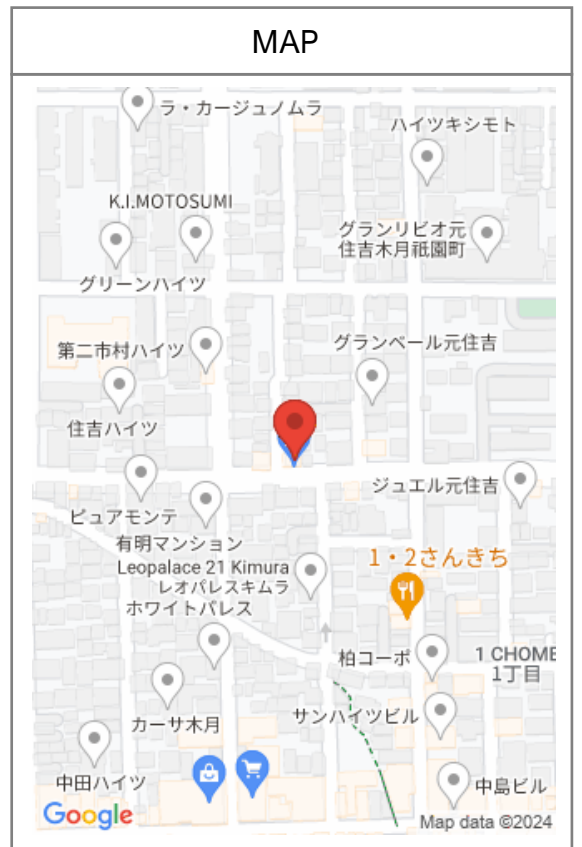 MAP
ラ・カージュノムラ
ハイツキシモト
K.I.MOTOSUMI
グランリビオ元
住吉木月祇園町
グリーンハイツ
グランベール元住吉
第二市村ハイツ
住吉ハイツ
ジュエル元住吉
ピュアモンテ
有明マンション
1・2さんきち
Leopalace 21 Kimura
レオパレスキムラ
ホワイトパレス
柏コーポ
1 CHOME
1丁目
サンハイツビル
カーサ木月
中田ハイツ
中島ビル
Google
Map data ©2024